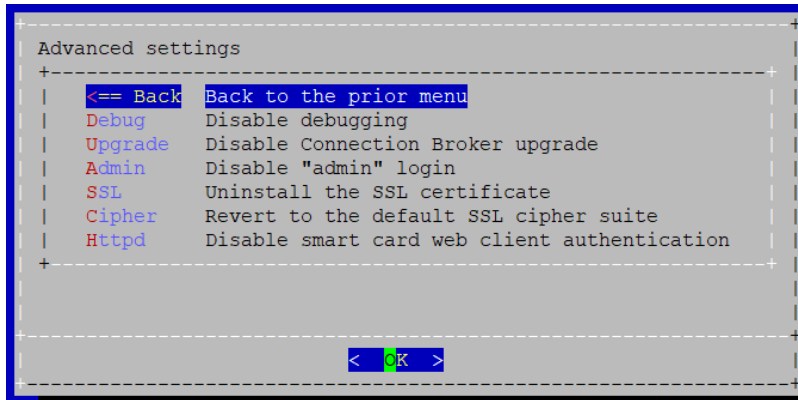 Advanced settings
<== Back Back to the prior menu
Debug Disable debugging
Upgrade Disable Connection Broker upgrade
Admin Disable "admin" login
SSL Uninstall the SSL certificate
Cipher Revert to the default SSL cipher suite
Httpd Disable smart card web client authentication
< OK >